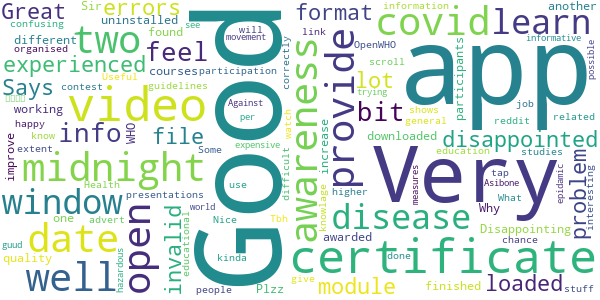 Great
Sir
errors
confusing
two
uninstalled
different
feel
found
organised
experienced
see
will
movement
courses
participation
Useful
Says
video
correctly
contest
guidelines
working
file
info
WHO
Against
per
happy
know
Some
extent
improve
midnight
Health
expensive
presentations
window
open
use
world
difficult
one
advert
Nice
date
invalid
educational
Tbh
quality
kinda
guud
hazardous
well
people
Plzz
Good
format
covid
learn
information
another
link
OpenWHO
informative
possible
lot
scroll
trying
participants
shows
job
awareness
provide
bit
general
reddit
related
app
increase
downloaded
disappointed
watch
education
studies
tap
Asibone
problem
higher
What
epidemic
interesting
knowlage
disease
measures
very
Why
Disappointing
awarded
chance
certificate
done
give
module
finished
loaded
stuff